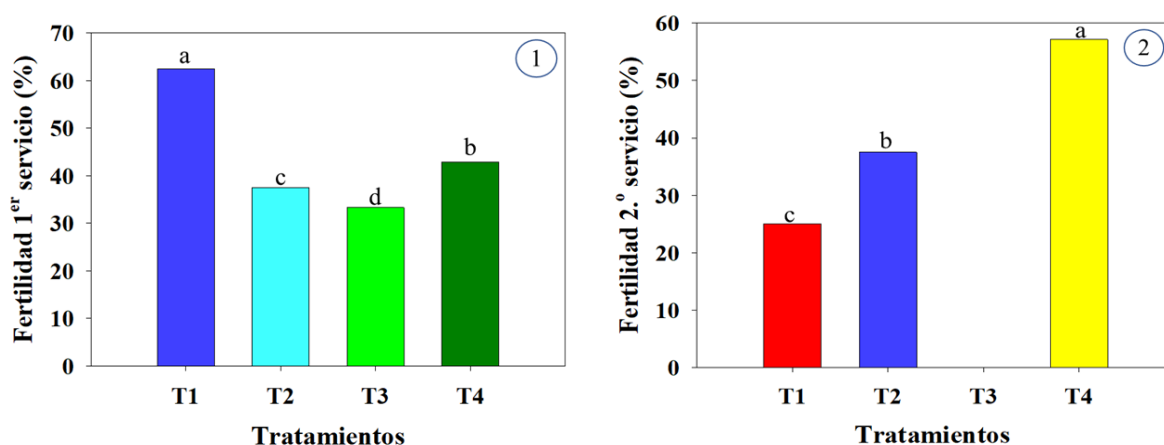 Fertilidad 1er servicio (%)
70
60
50
40
30
20
10
0
a
c
d
b
1
T1 T2 T3 T4
Tratamientos
Fertilidad 2.º servicio (%)
60
50
40
30
20
10
0
c
b
a
2
T1 T2 T3 T4
Tratamientos